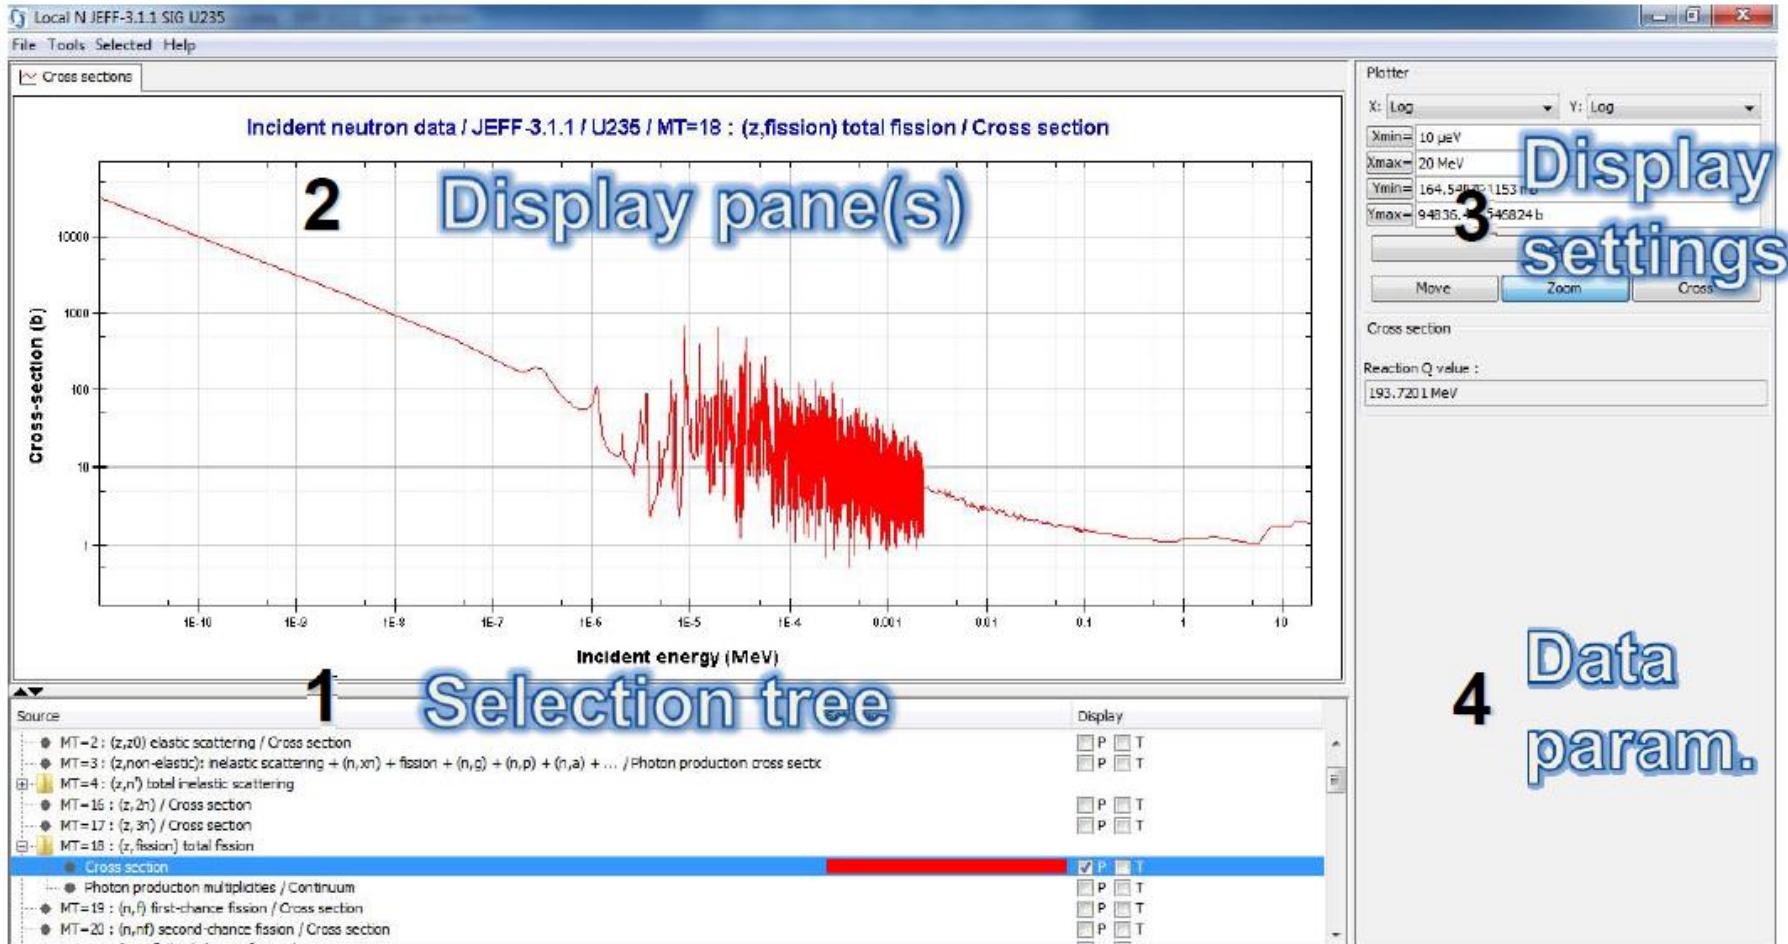 Local N JEFF-3.1.1 SIG U235
File Tools Selected Help
Cross sections
Incident neutron data / JEFF-3.1.1 / U235 / MT=18 : (z,fission) total fission / Cross section
2 Display pane(s)
Cross-section (b)
10000
1000
100
10
1
1E-10 1E-9 1E-8 1E-7 1E-6 1E-5 1E-4 0.001 0.01 0.1 1 10
Incident energy (MeV)
Plotter
X: Log Y: Log
Xmin= 10 µeV
Xmax= 20 MeV
Ymin=
Ymax=
3 Display settings
Move Zoom Cross
Cross section
Reaction Q value :
193.7201 MeV
4 Data param.
1 Selection tree
Source Display
MT=2 : (z,z0) elastic scattering / Cross section P T
MT=3 : (z,non-elastic): inelastic scattering + (n,xn) + fission + (n,g) + (n,p) + (n,a) + ... / Photon production cross sectic P T
MT=4 : (z,n') total inelastic scattering
MT=16 : (z,2n) / Cross section P T
MT=17 : (z,3n) / Cross section P T
MT=18 : (z,fission) total fission
Cross section P T
Photon production multiplicities / Continuum P T
MT=19 : (n,f) first-chance fission / Cross section P T
MT=20 : (n,nf) second-chance fission / Cross section P T